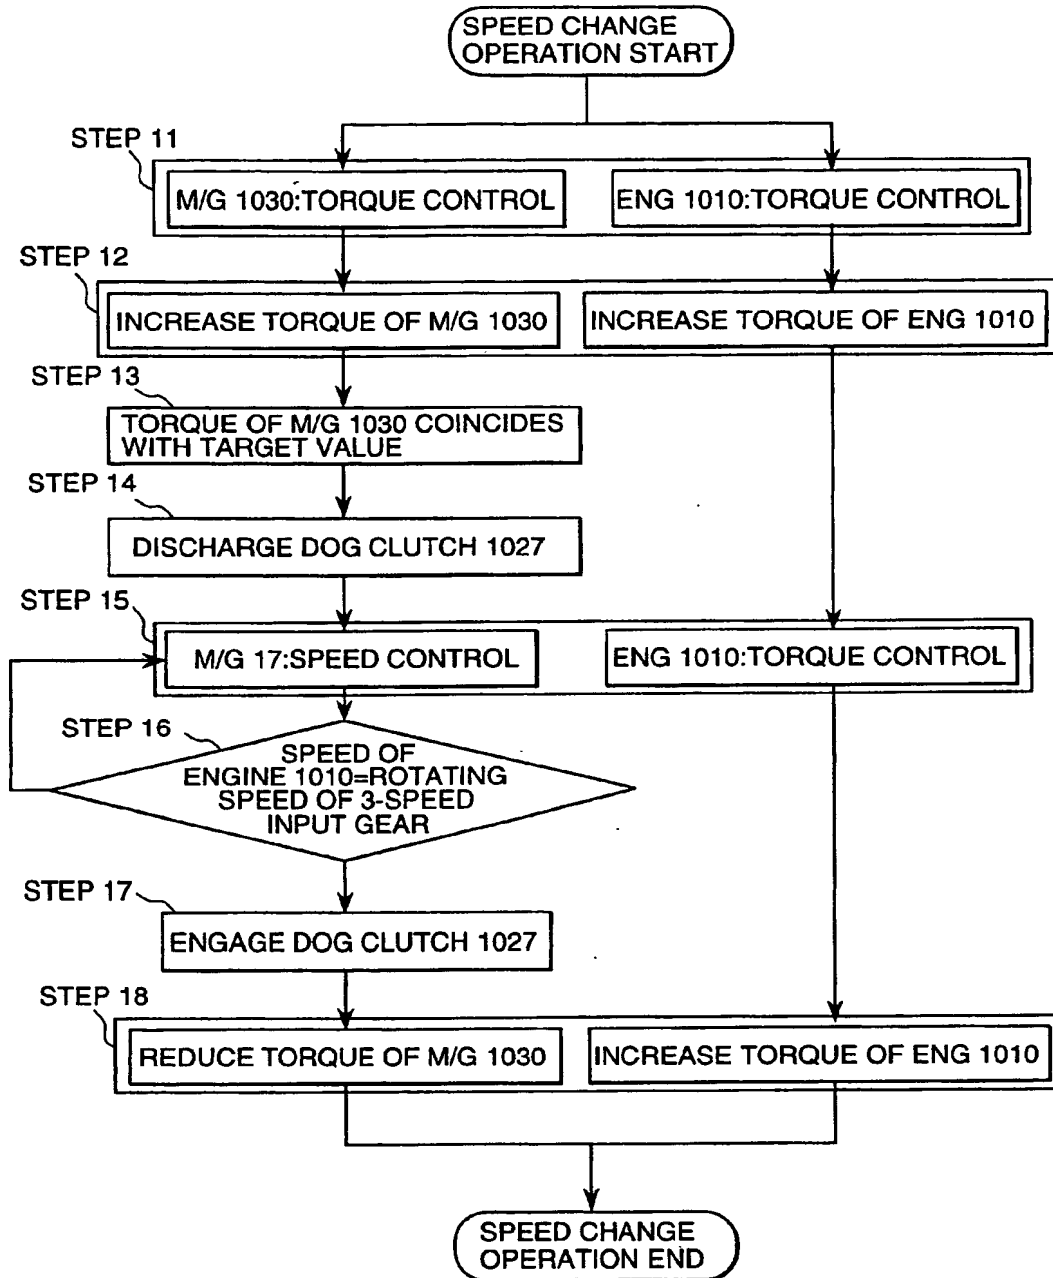 SPEED CHANGE
OPERATION START
STEP 11
M/G 1030:TORQUE CONTROL
ENG 1010:TORQUE CONTROL
STEP 12
INCREASE TORQUE OF M/G 1030
INCREASE TORQUE OF ENG 1010
STEP 13
TORQUE OF M/G 1030 COINCIDES
WITH TARGET VALUE
STEP 14
DISCHARGE DOG CLUTCH 1027
STEP 15
M/G 17:SPEED CONTROL
ENG 1010:TORQUE CONTROL
STEP 16
SPEED OF
ENGINE 1010=ROTATING
SPEED OF 3-SPEED
INPUT GEAR
STEP 17
ENGAGE DOG CLUTCH 1027
STEP 18
REDUCE TORQUE OF M/G 1030
INCREASE TORQUE OF ENG 1010
SPEED CHANGE
OPERATION END